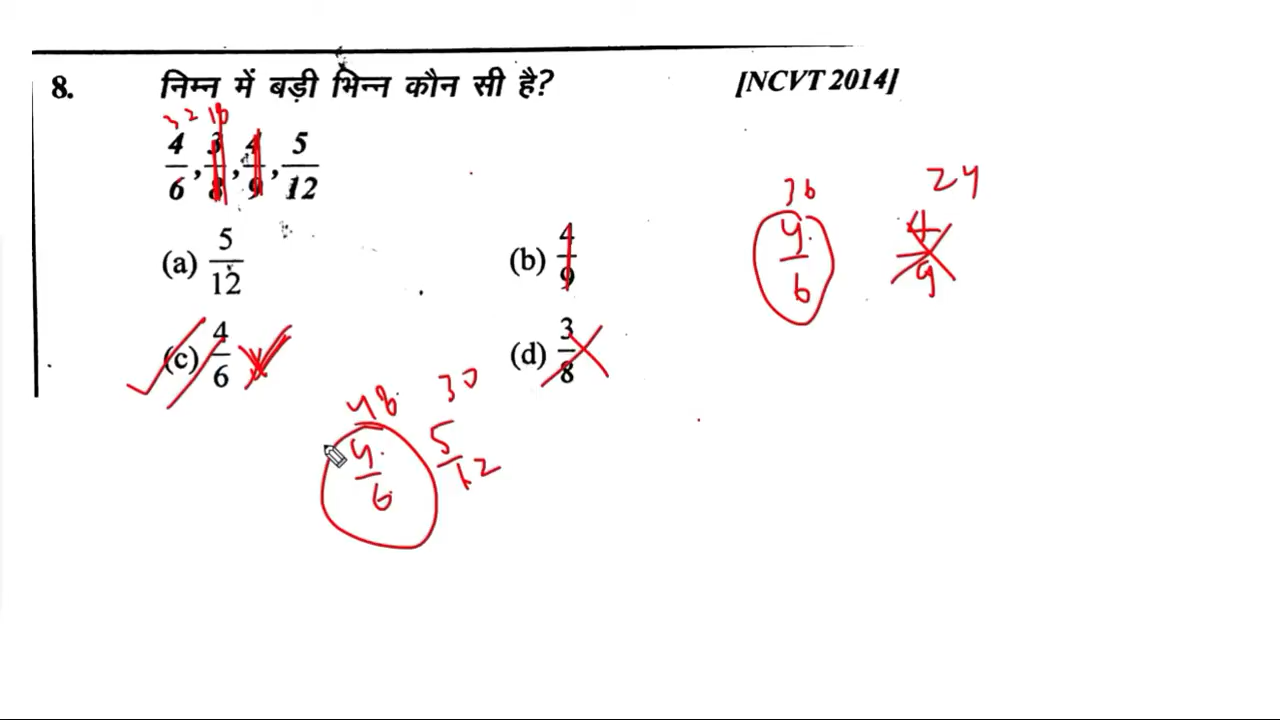 8. निम्न में बड़ी भिन्न कौन सी है? [NCVT 2014]
32 18
4/6, 3/8, 4/9, 5/12
(a) 5/12 (b) 4/9
(c) 4/6 (d) 3/8
36 24
4/6 4/9
48 30
4/6 5/12